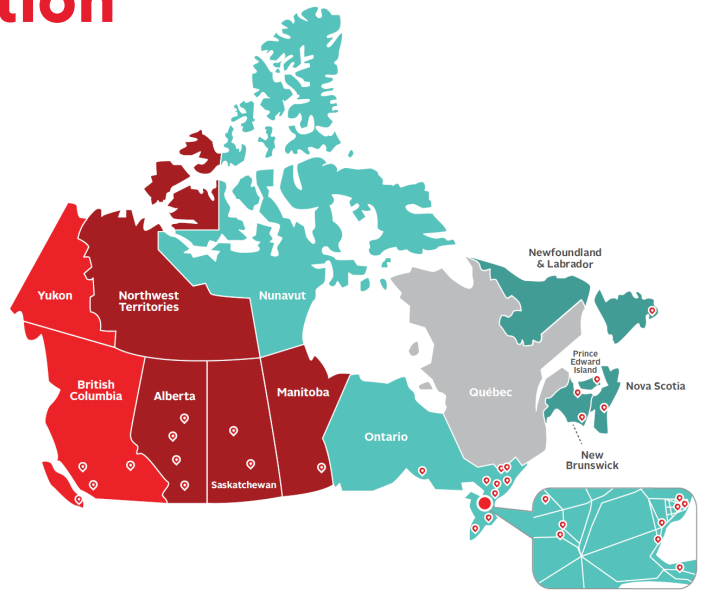 Newfoundland
& Labrador
Yukon
Northwest
Territories
Nunavut
Prince
Edward
Island
British
Columbia
Alberta
Manitoba
Québec
Nova Scotia
Ontario
New
Brunswick
Saskatchewan